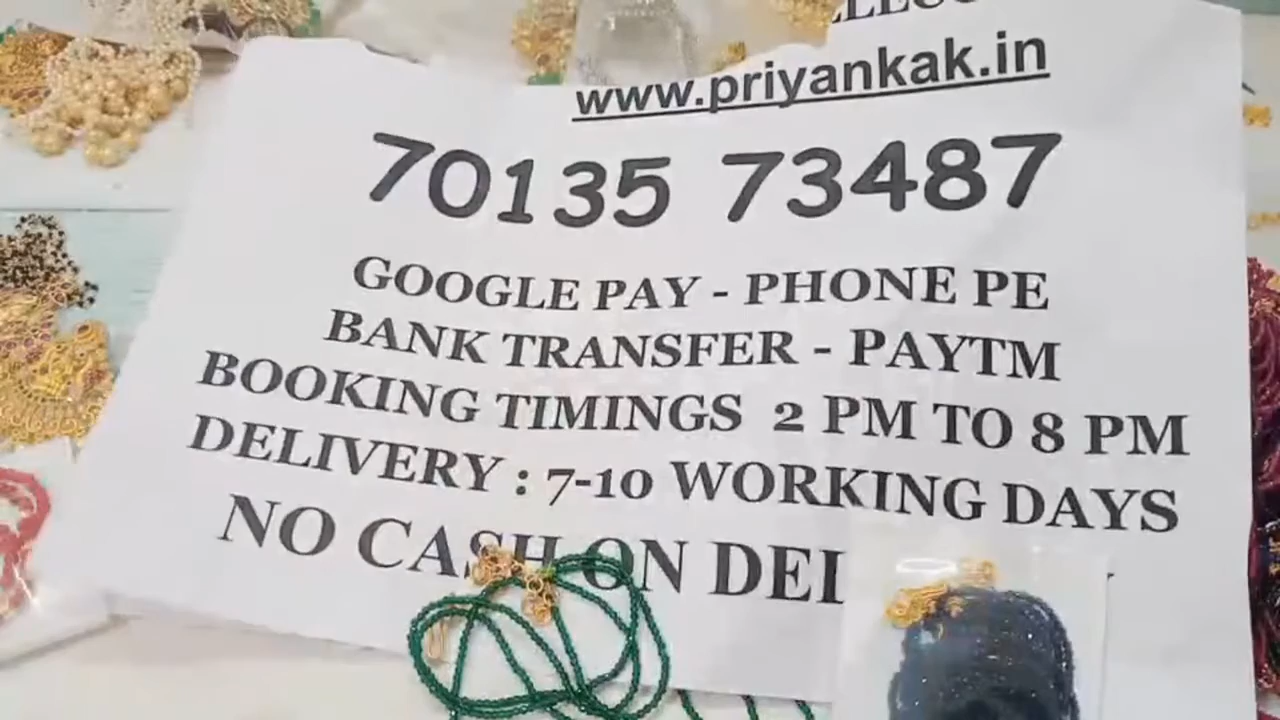 www.priyankak.in
70135 73487
GOOGLE PAY - PHONE PE
BANK TRANSFER - PAYTM
BOOKING TIMINGS 2 PM TO 8 PM
DELIVERY : 7-10 WORKING DAYS
NO CASH ON DEL